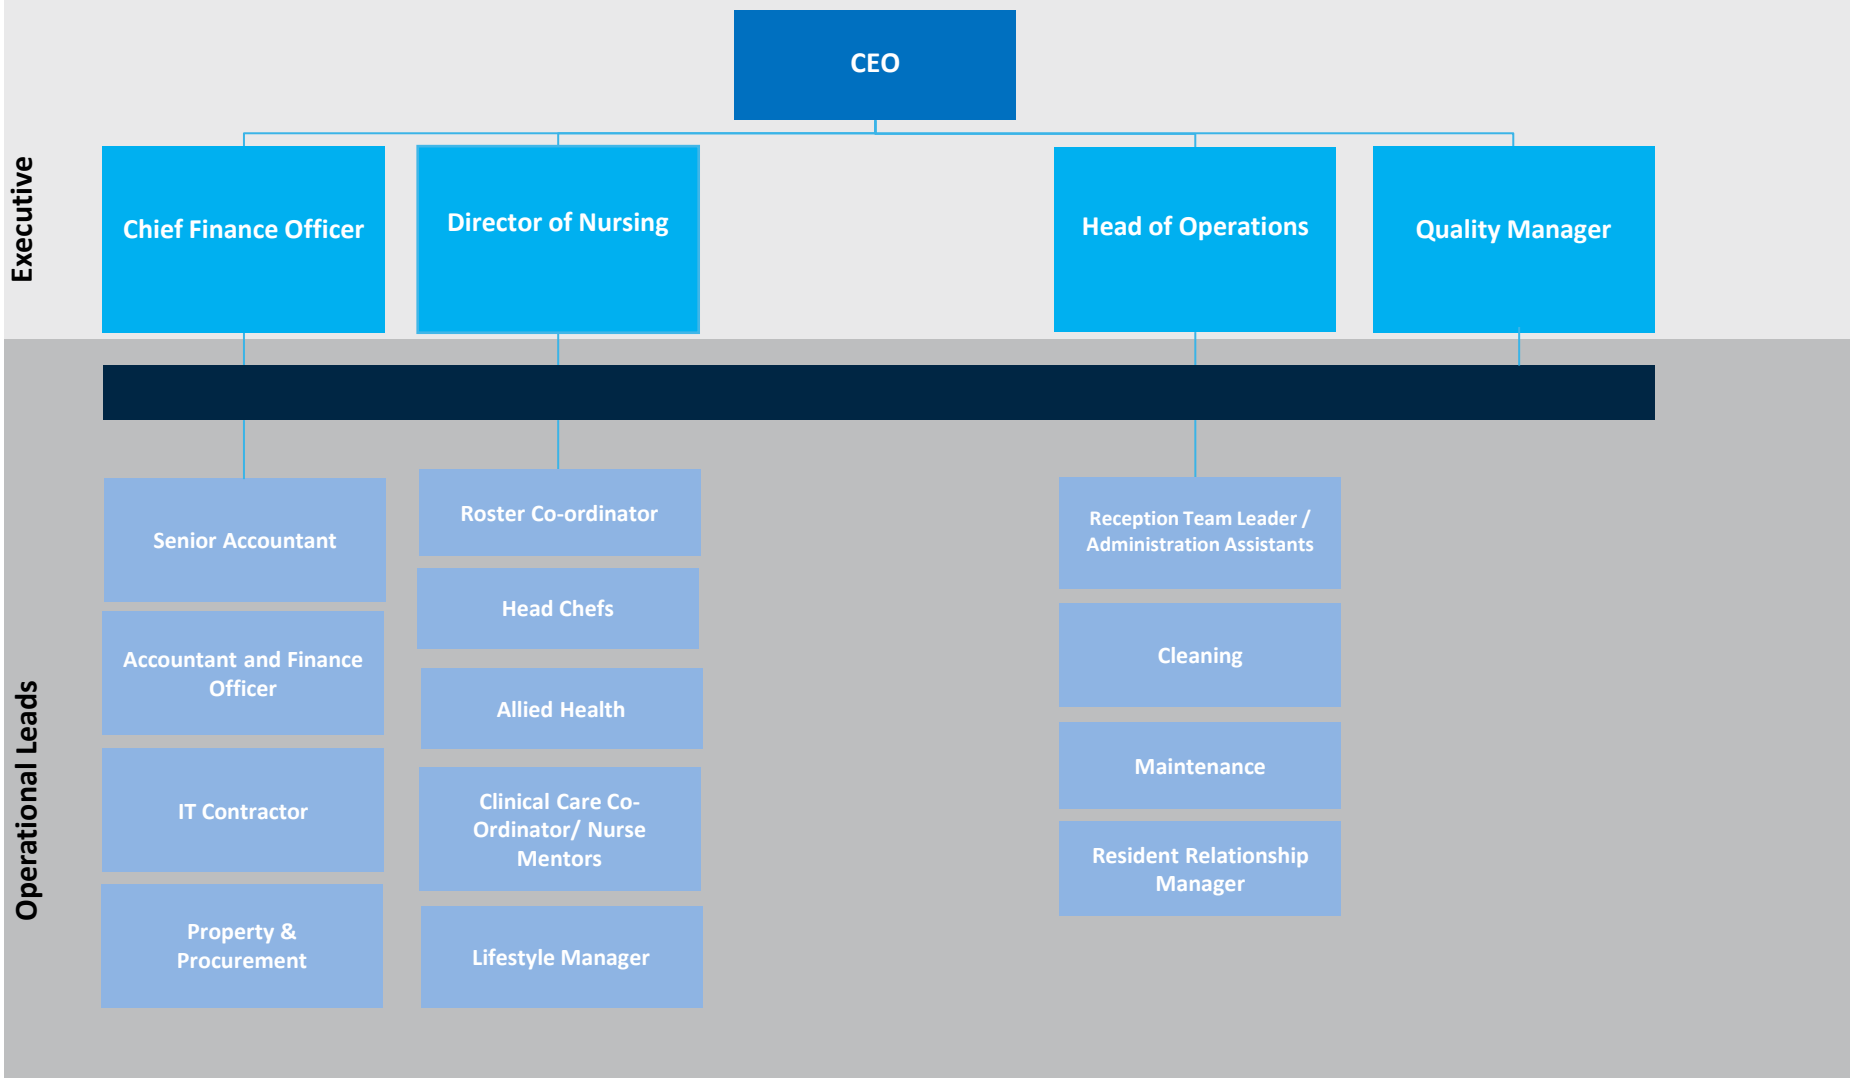 CEO
Executive
Chief Finance Officer
Director of Nursing
Head of Operations
Quality Manager
Operational Leads
Senior Accountant
Accountant and Finance
Officer
IT Contractor
Property &
Procurement
Roster Co-ordinator
Head Chefs
Allied Health
Clinical Care Co-
Ordinator/ Nurse
Mentors
Lifestyle Manager
Reception Team Leader /
Administration Assistants
Cleaning
Maintenance
Resident Relationship
Manager